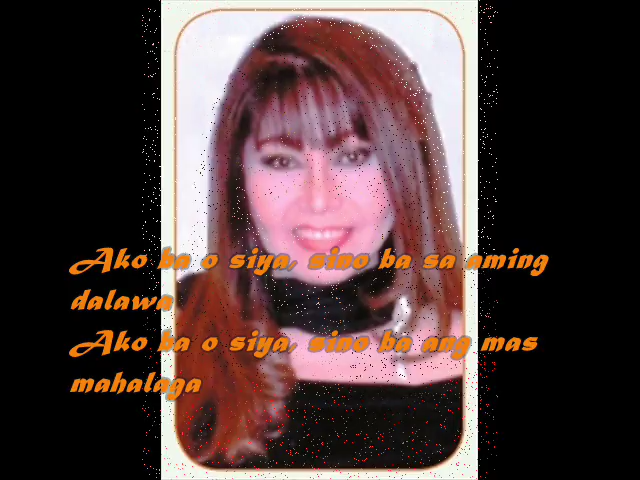 Ako ba o siya, sino ba sa aming
dalawa
Ako ba o siya, sino ba ang mas
mahalaga